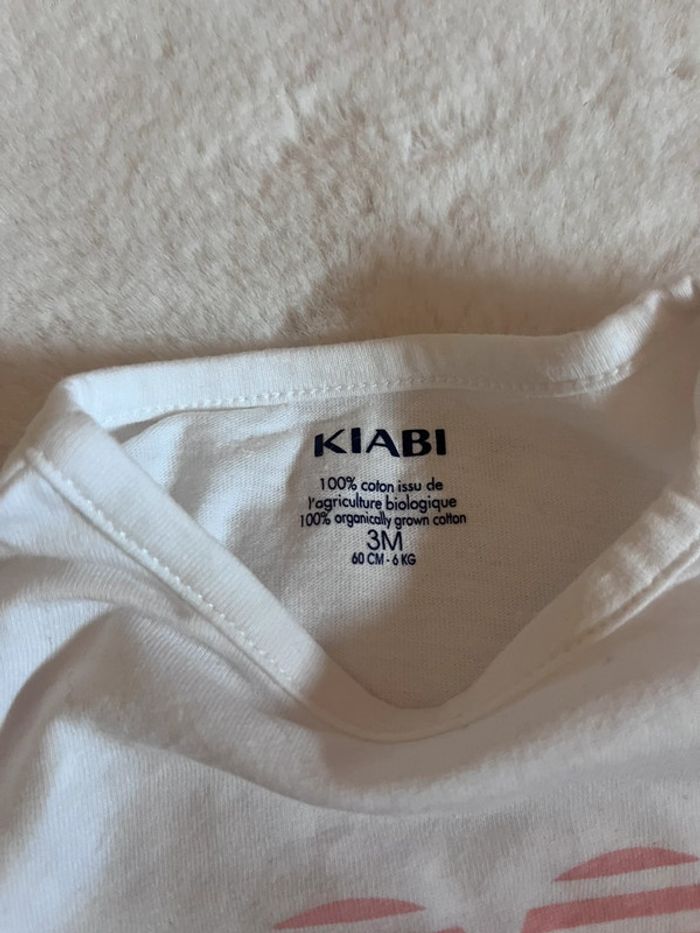 KIABI
100% coton issu de
l'agriculture biologique
100% organically grown cotton
3M
60 CM - 6 KG